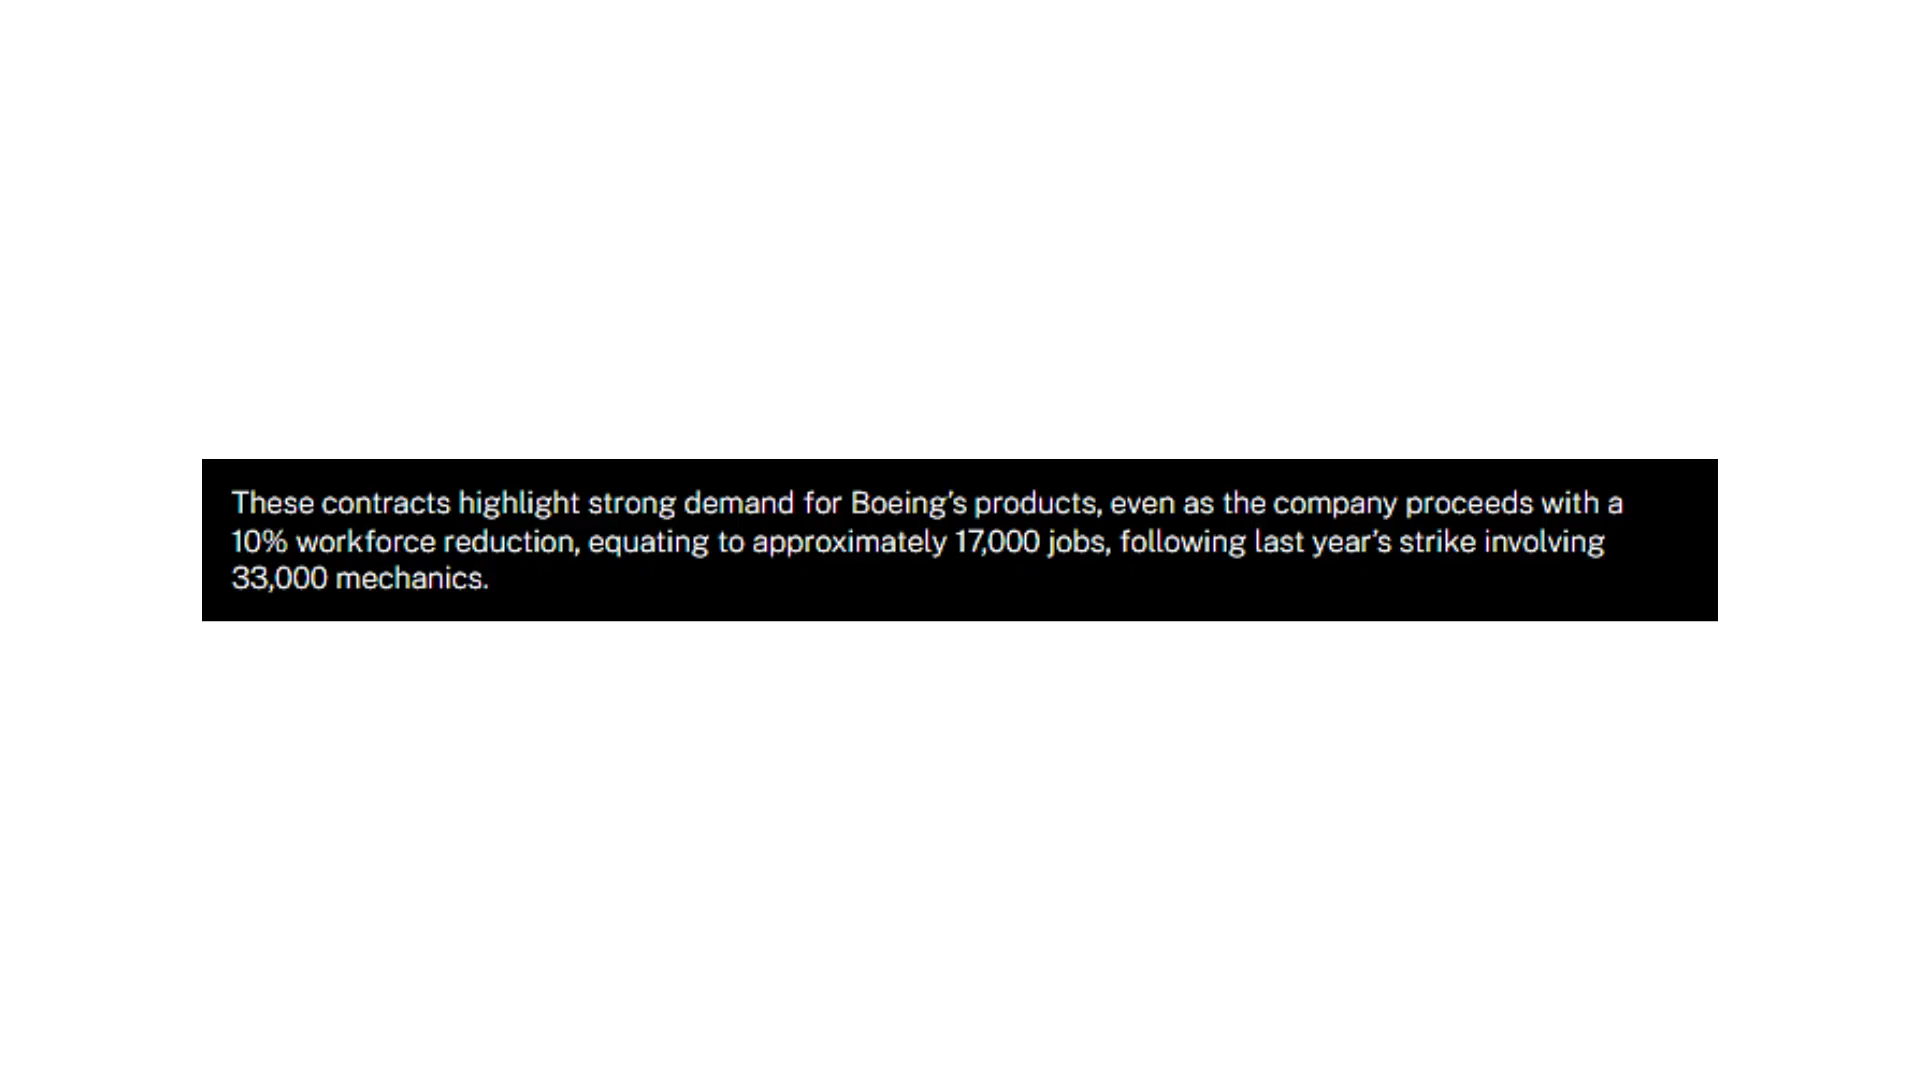 These contracts highlight strong demand for Boeing’s products, even as the company proceeds with a
10% workforce reduction, equating to approximately 17,000 jobs, following last year’s strike involving
33,000 mechanics.